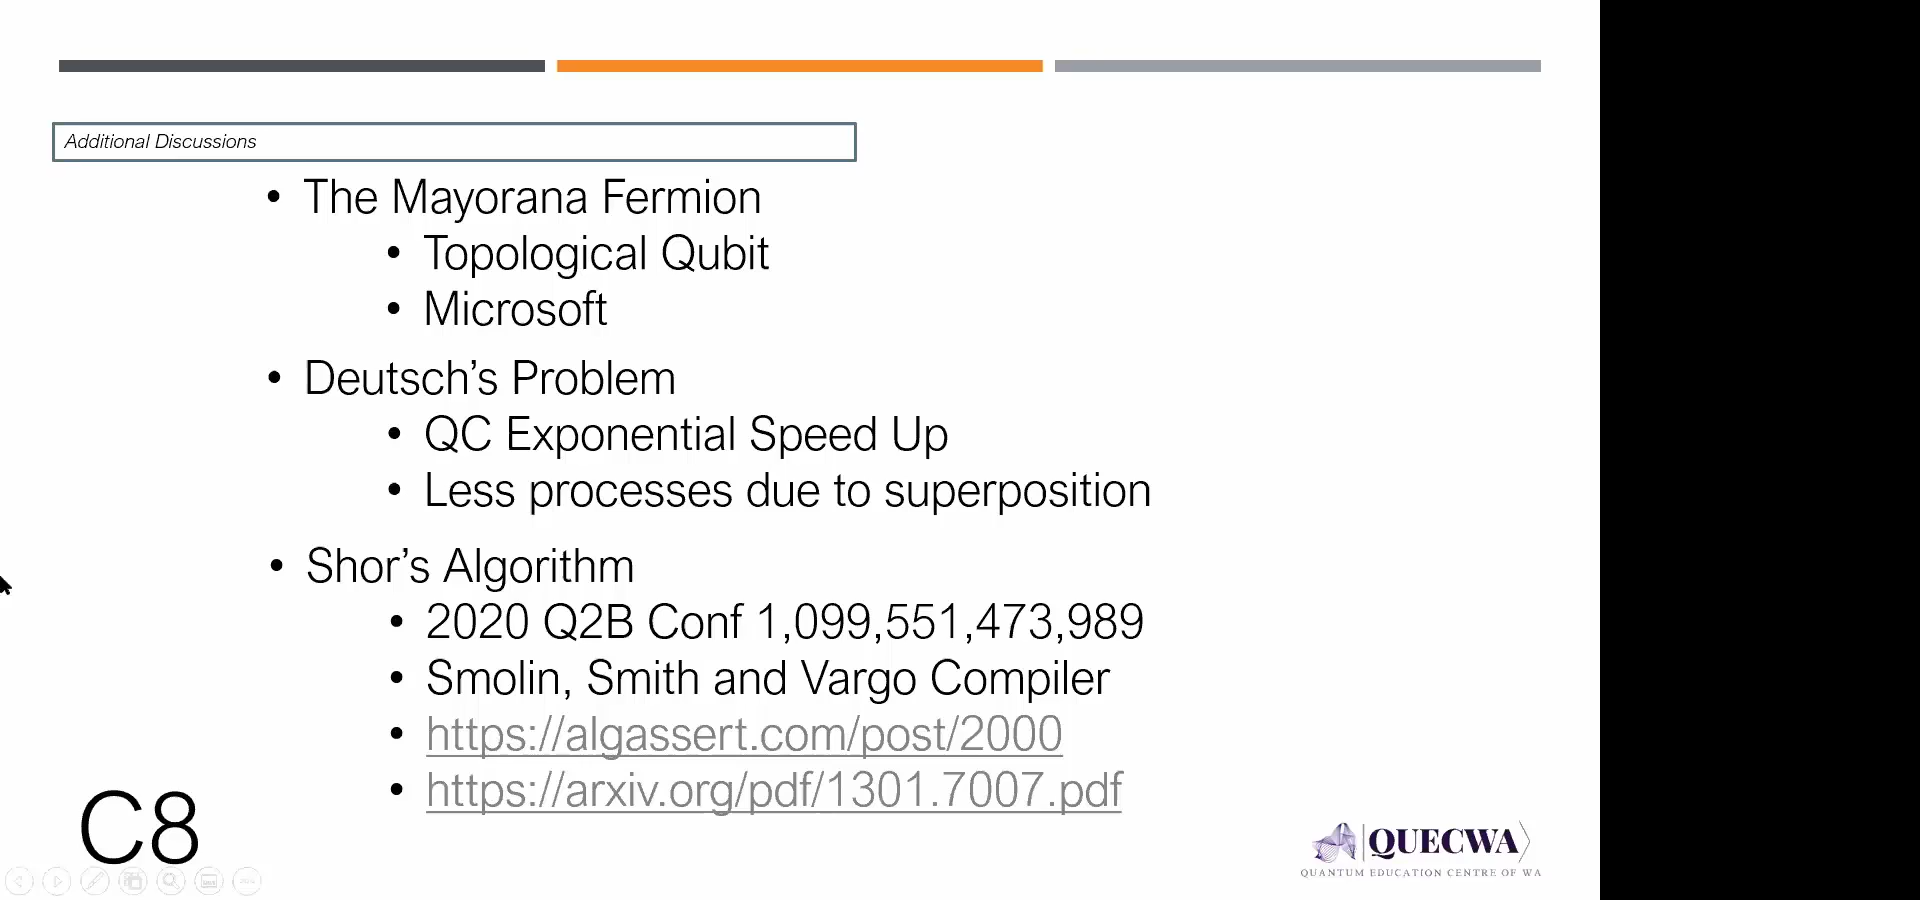 Additional Discussions
• The Mayorana Fermion
• Topological Qubit
• Microsoft
• Deutsch's Problem
• QC Exponential Speed Up
• Less processes due to superposition
• Shor's Algorithm
• 2020 Q2B Conf 1,099,551,473,989
• Smolin, Smith and Vargo Compiler
• https://algassert.com/post/2000
• https://arxiv.org/pdf/1301.7007.pdf
C8
|QUECWA⟩
QUANTUM EDUCATION CENTRE OF WA